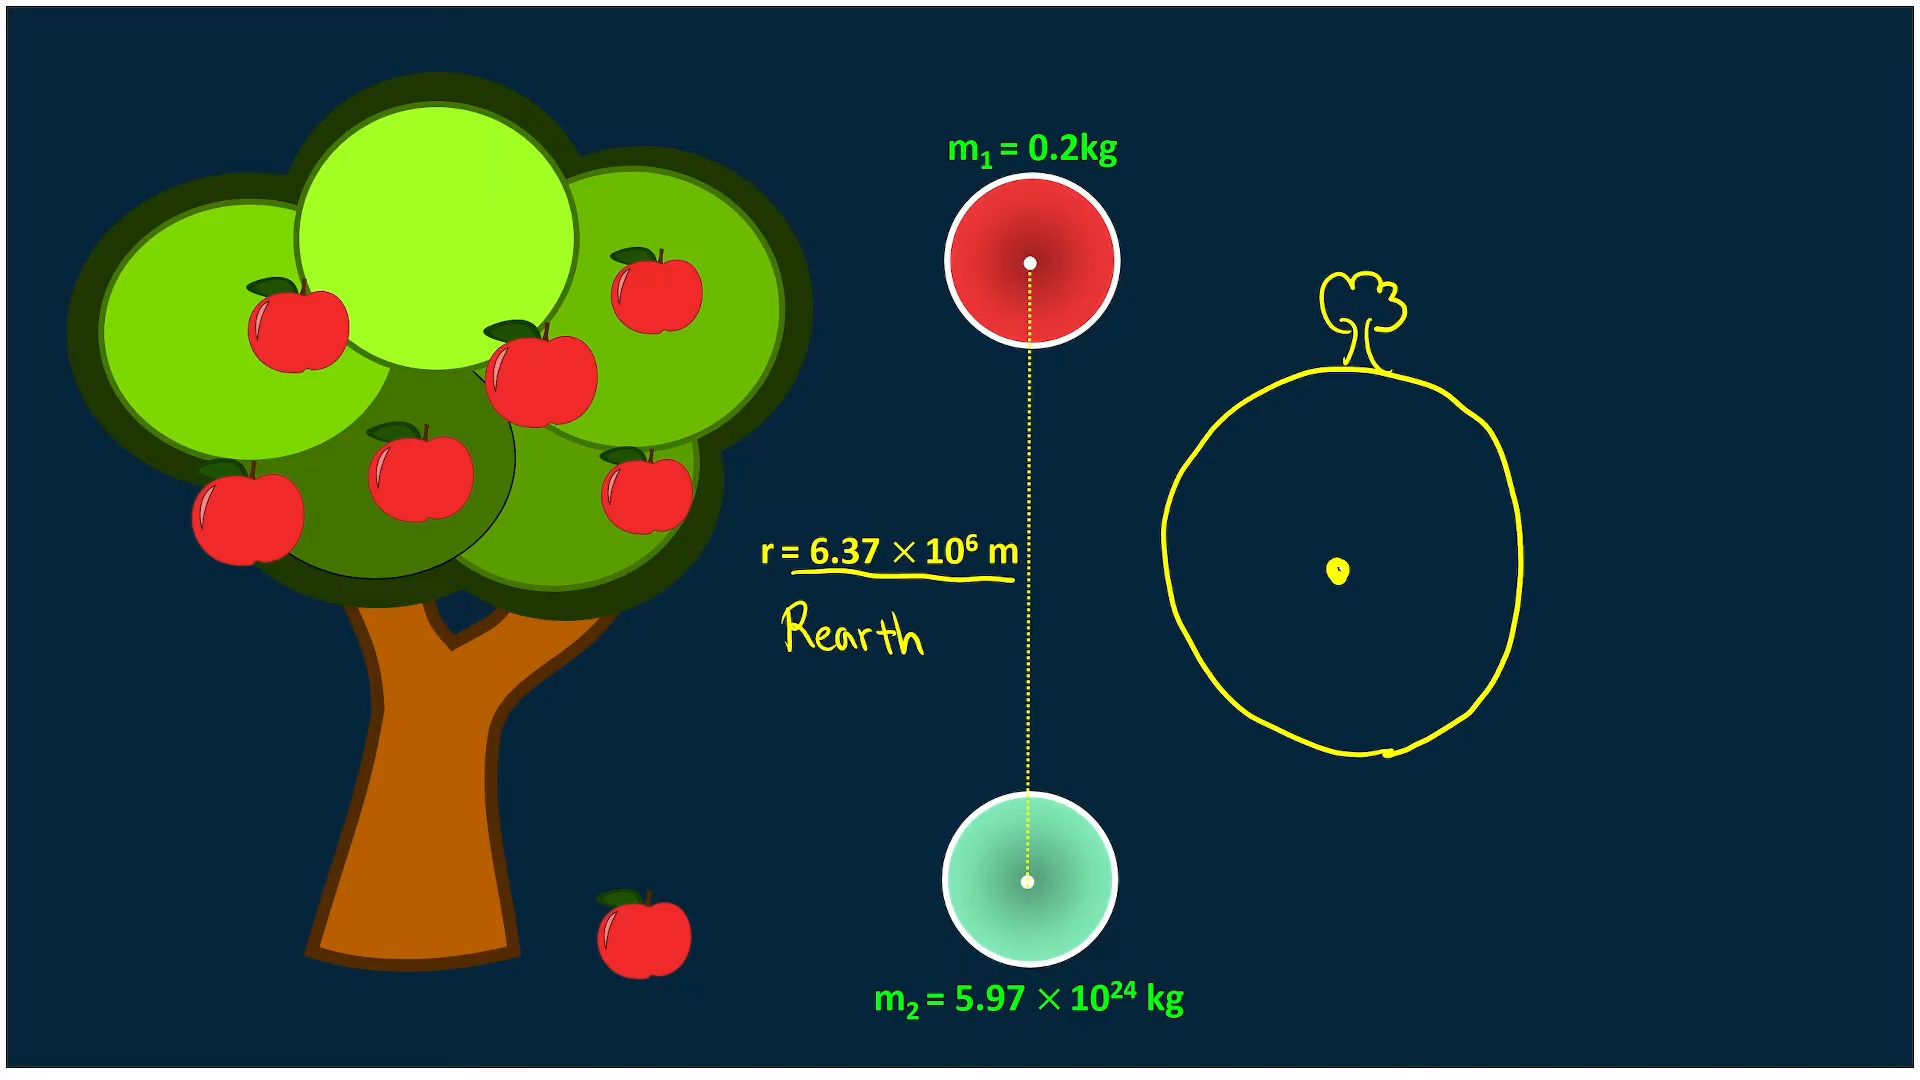 m₁ = 0.2kg
r = 6.37 × 10⁶ m
Rearth
m₂ = 5.97 × 10²⁴ kg